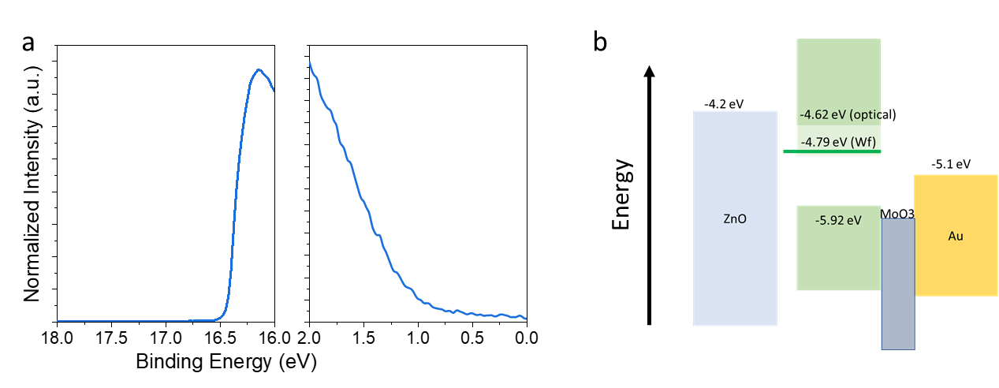 a
Normalized Intensity (a.u.)
18.0 17.5 17.0 16.5 16.0 2.0 1.5 1.0 0.5 0.0
Binding Energy (eV)
b
Energy
-4.2 eV
ZnO
-4.62 eV (optical)
-4.79 eV (Wf)
-5.92 eV
MoO3
-5.1 eV
Au